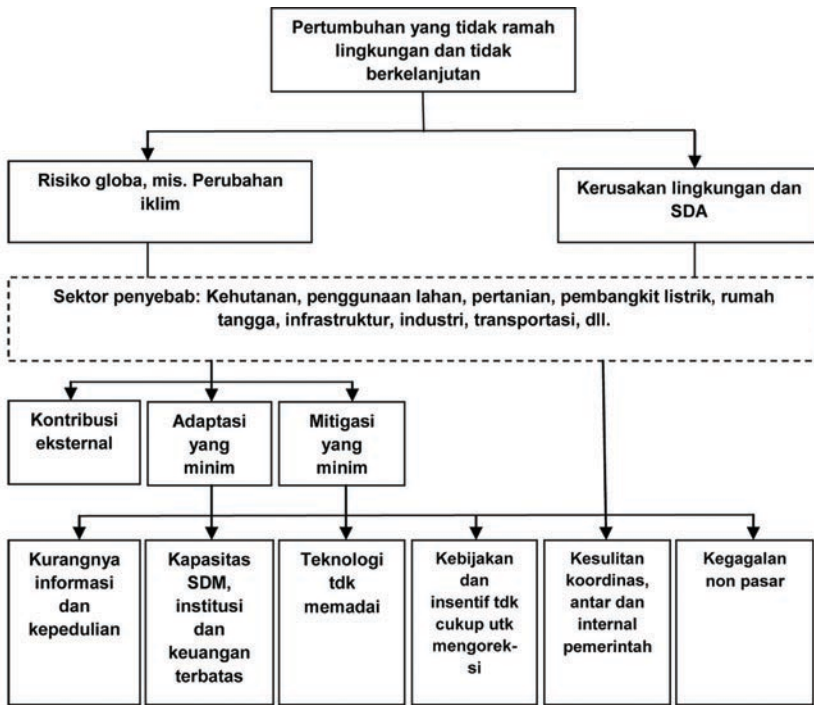 Pertumbuhan yang tidak ramah
lingkungan dan tidak
berkelanjutan
Risiko globa, mis. Perubahan
iklim
Kerusakan lingkungan dan
SDA
Sektor penyebab: Kehutanan, penggunaan lahan, pertanian, pembangkit listrik, rumah
tangga, infrastruktur, industri, transportasi, dll.
Kontribusi
eksternal
Adaptasi
yang
minim
Mitigasi
yang
minim
Kurangnya
informasi
dan
kepedulian
Kapasitas
SDM,
institusi
dan
keuangan
terbatas
Teknologi
tdk
memadai
Kebijakan
dan
insentif tdk
cukup utk
mengorek-
si
Kesulitan
koordinas,
antar dan
internal
pemerintah
Kegagalan
non pasar